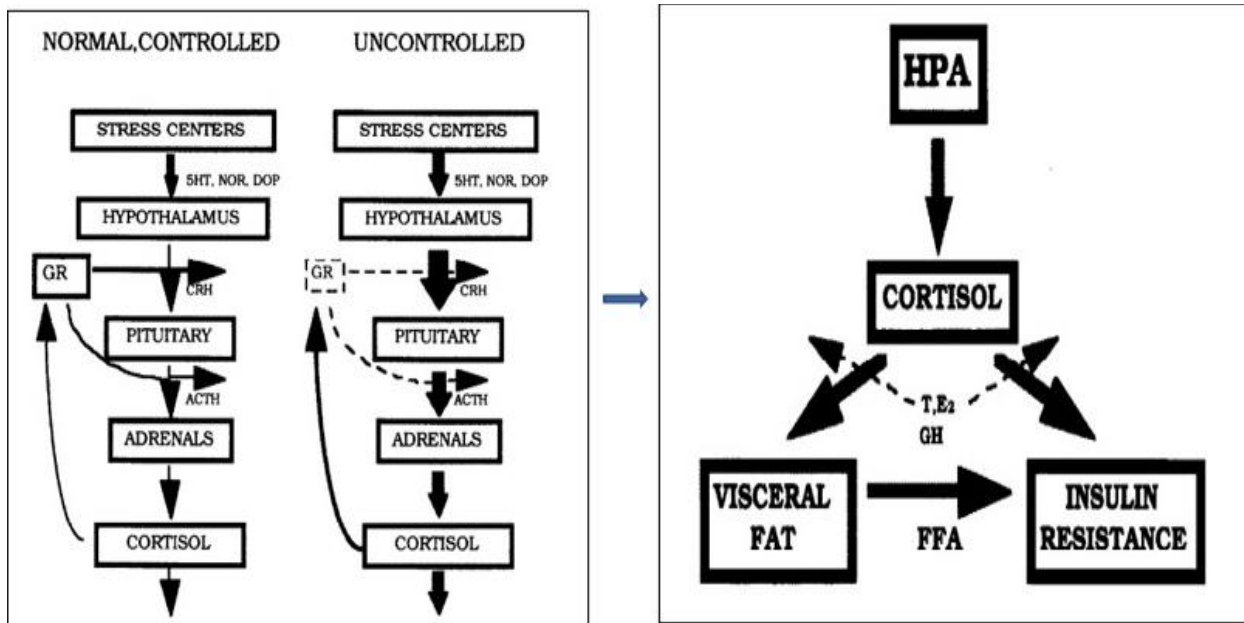 NORMAL,CONTROLLED
STRESS CENTERS
5HT, NOR, DOP
HYPOTHALAMUS
GR
CRH
PITUITARY
ACTH
ADRENALS
CORTISOL
UNCONTROLLED
STRESS CENTERS
5HT, NOR, DOP
HYPOTHALAMUS
GR
CRH
PITUITARY
ACTH
ADRENALS
CORTISOL
HPA
CORTISOL
T,E₂
GH
VISCERAL
FAT
FFA
INSULIN
RESISTANCE